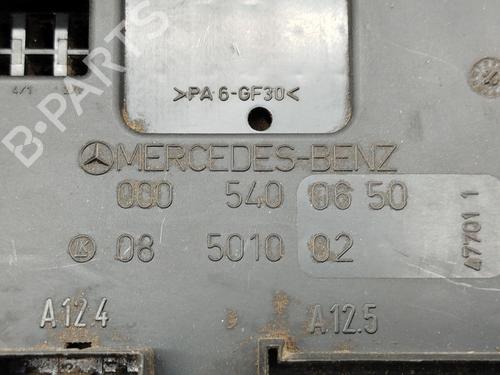 4/1
>PA 6-GF30<
B-PARTS
MERCEDES-BENZ
000 540 06 50
08 5010 02
47701 1
A12.4
A12.5